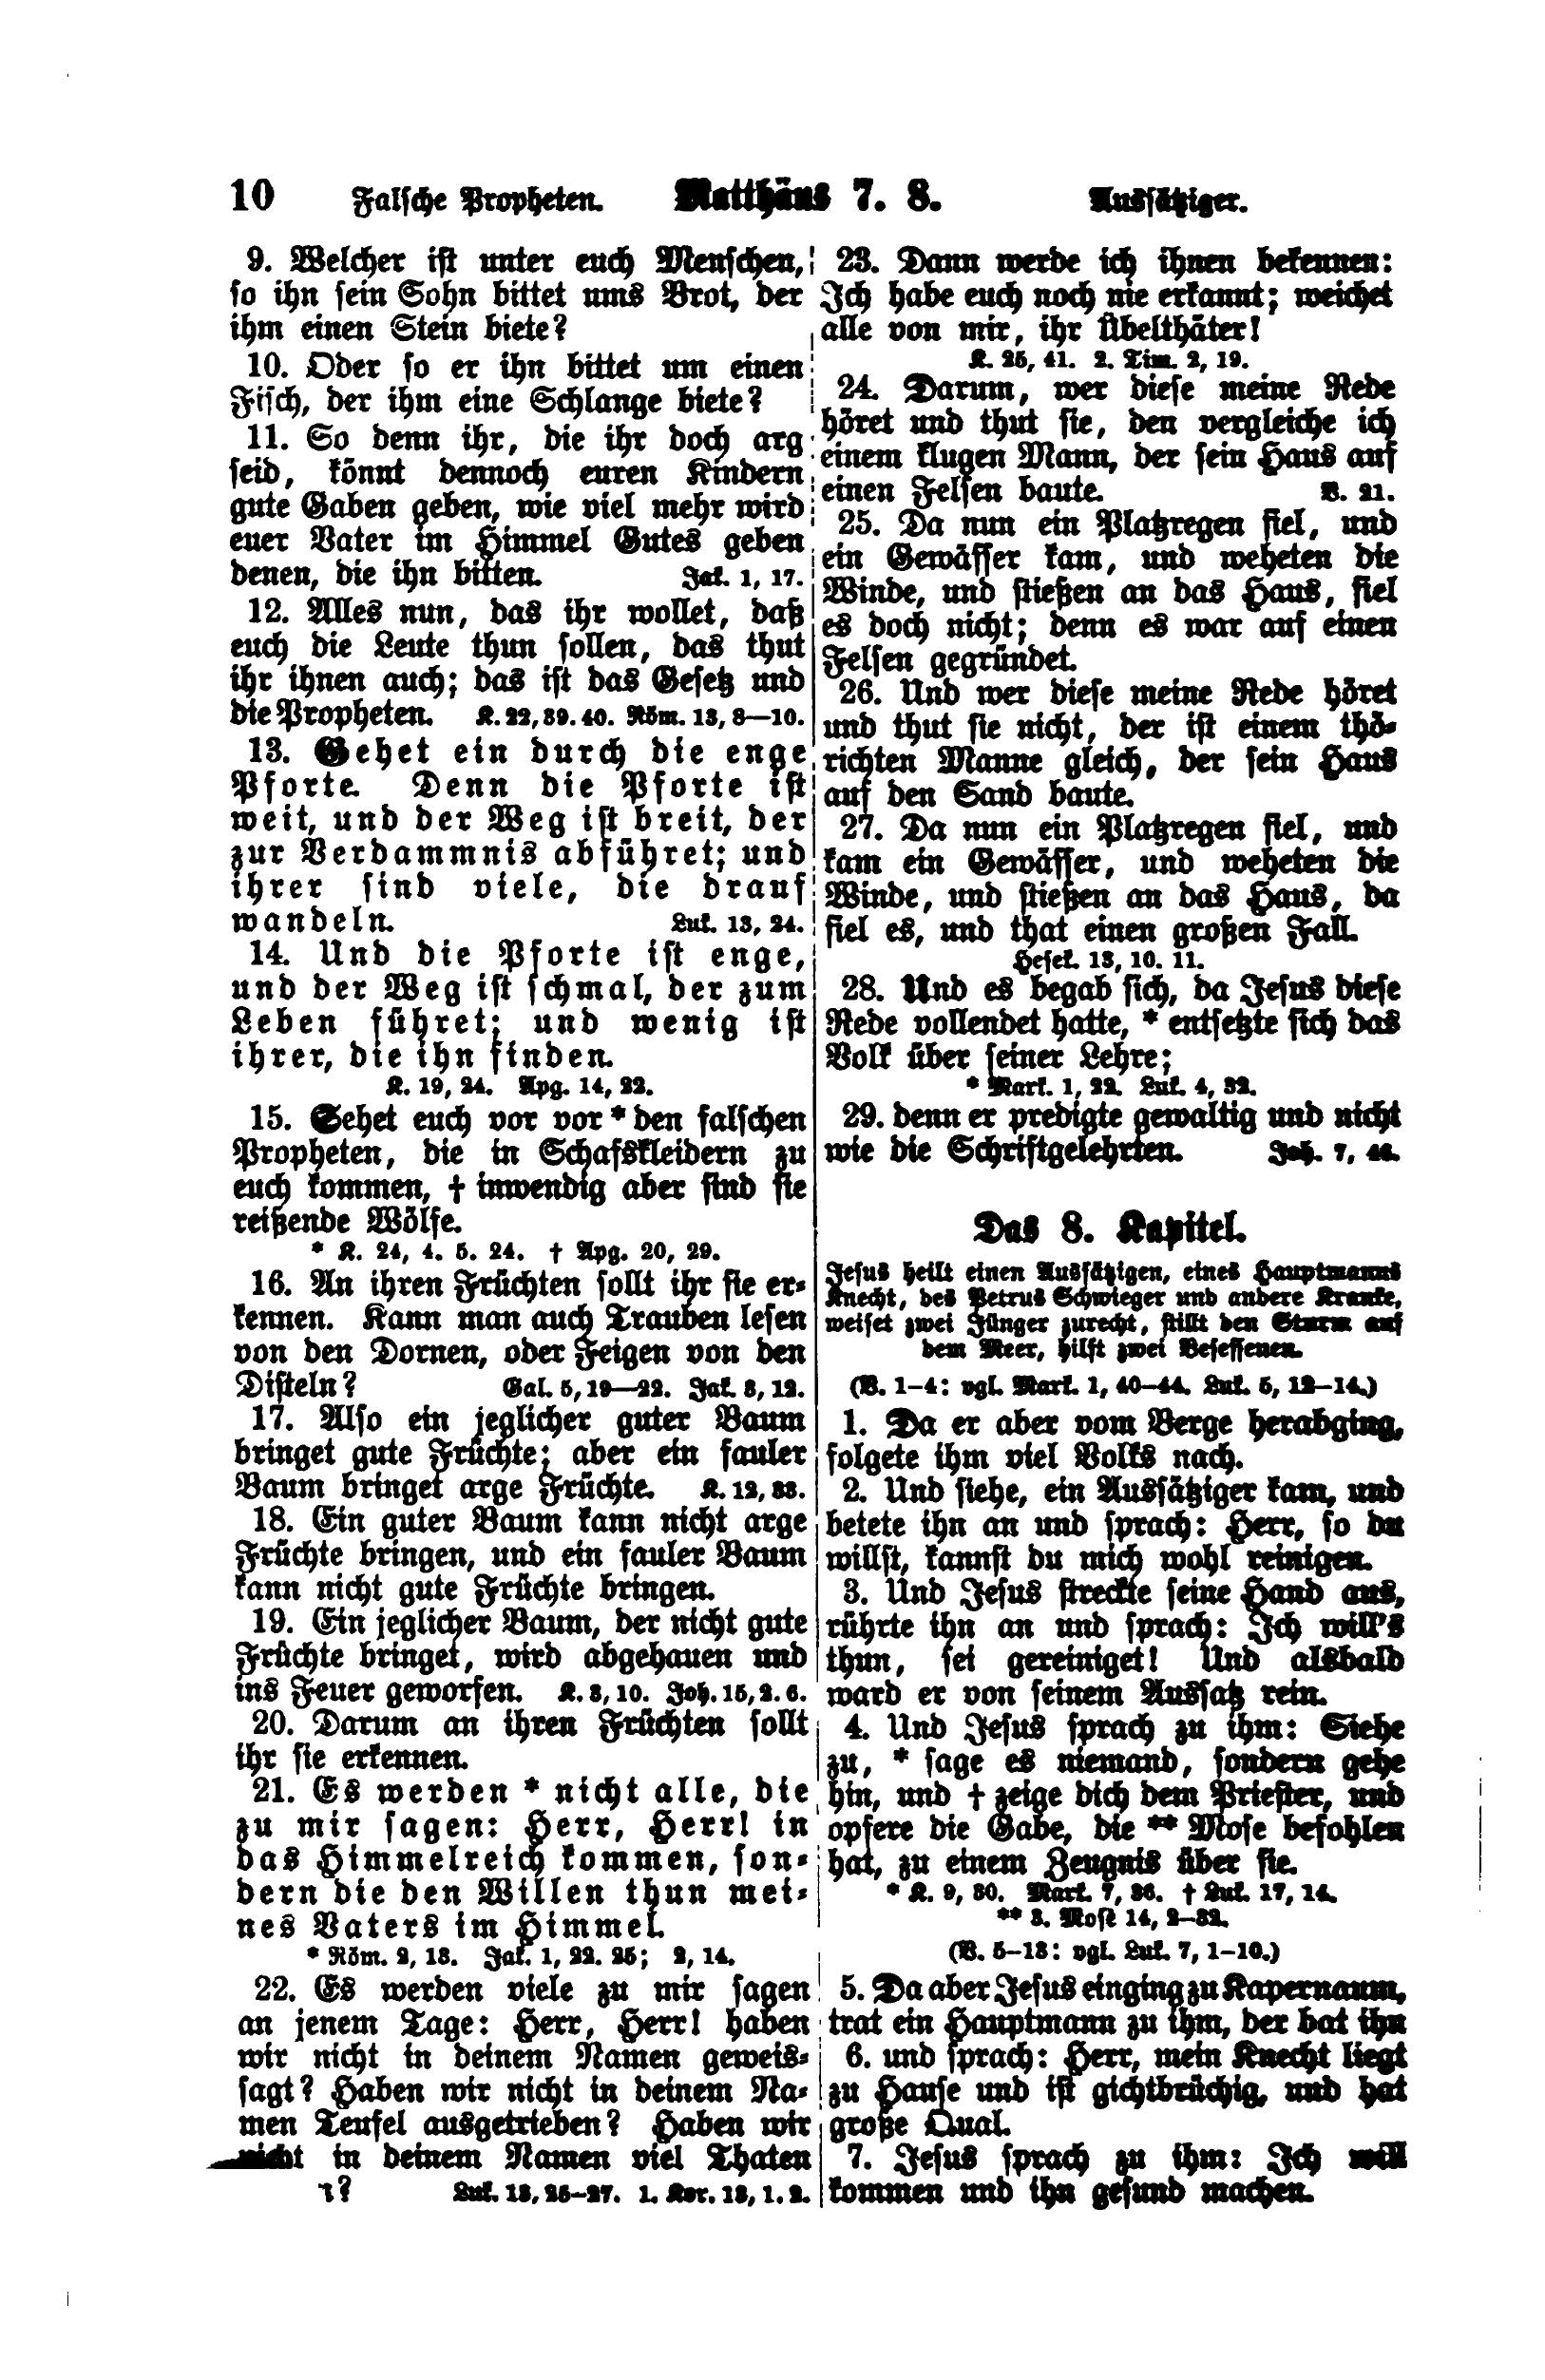 10 Falsche Propheten. Matthäus 7. 8. Aussätziger.
9. Welcher ist unter euch Menschen,
so ihn sein Sohn bittet ums Brot, der
ihm einen Stein biete?
10. Oder so er ihn bittet um einen
Fisch, der ihm eine Schlange biete?
11. So denn ihr, die ihr doch arg
seid, könnt dennoch euren Kindern
gute Gaben geben, wie viel mehr wird
euer Vater im Himmel Gutes geben
denen, die ihn bitten. Jak. 1, 17.
12. Alles nun, das ihr wollet, daß
euch die Leute thun sollen, das thut
ihr ihnen auch; das ist das Gesetz und
die Propheten. K. 22, 39. 40. Röm. 13, 8–10.
13. Gehet ein durch die enge
Pforte. Denn die Pforte ist
weit, und der Weg ist breit, der
zur Verdammnis abführet; und
ihrer sind viele, die drauf
wandeln. Luk. 13, 24.
14. Und die Pforte ist enge,
und der Weg ist schmal, der zum
Leben führet; und wenig ist
ihrer, die ihn finden.
K. 19, 24. Apg. 14, 22.
15. Sehet euch vor vor * den falschen
Propheten, die in Schafskleidern zu
euch kommen, † inwendig aber sind sie
reißende Wölfe.
* K. 24, 4. 5. 24. † Apg. 20, 29.
16. An ihren Früchten sollt ihr sie er-
kennen. Kann man auch Trauben lesen
von den Dornen, oder Feigen von den
Disteln? Gal. 5, 19–22. Jak. 3, 12.
17. Also ein jeglicher guter Baum
bringet gute Früchte; aber ein fauler
Baum bringet arge Früchte. K. 12, 33.
18. Ein guter Baum kann nicht arge
Früchte bringen, und ein fauler Baum
kann nicht gute Früchte bringen.
19. Ein jeglicher Baum, der nicht gute
Früchte bringet, wird abgehauen und
ins Feuer geworfen. K. 3, 10. Joh. 15, 2. 6.
20. Darum an ihren Früchten sollt
ihr sie erkennen.
21. Es werden * nicht alle, die
zu mir sagen: Herr, Herr! in
das Himmelreich kommen, son-
dern die den Willen thun mei-
nes Vaters im Himmel.
* Röm. 2, 13. Jak. 1, 22. 25; 2, 14.
22. Es werden viele zu mir sagen
an jenem Tage: Herr, Herr! haben
wir nicht in deinem Namen geweis-
sagt? Haben wir nicht in deinem Na-
men Teufel ausgetrieben? Haben wir
nicht in deinem Namen viel Thaten
? Luk. 13, 25–27. 1. Kor. 13, 1. 2.
23. Dann werde ich ihnen bekennen:
Ich habe euch noch nie erkannt; weichet
alle von mir, ihr Übelthäter!
K. 25, 41. 2. Tim. 2, 19.
24. Darum, wer diese meine Rede
höret und thut sie, den vergleiche ich
einem klugen Mann, der sein Haus auf
einen Felsen baute. V. 21.
25. Da nun ein Platzregen fiel, und
ein Gewässer kam, und weheten die
Winde, und stießen an das Haus, fiel
es doch nicht; denn es war auf einen
Felsen gegründet.
26. Und wer diese meine Rede höret
und thut sie nicht, der ist einem thö-
richten Manne gleich, der sein Haus
auf den Sand baute.
27. Da nun ein Platzregen fiel, und
kam ein Gewässer, und weheten die
Winde, und stießen an das Haus, da
fiel es, und that einen großen Fall.
Hesek. 13, 10. 11.
28. Und es begab sich, da Jesus diese
Rede vollendet hatte, * entsetzte sich das
Volk über seiner Lehre;
* Mark. 1, 22. Luk. 4, 32.
29. denn er predigte gewaltig und nicht
wie die Schriftgelehrten. Joh. 7, 46.
Das 8. Kapitel.
Jesus heilt einen Aussätzigen, eines Hauptmanns
Knecht, des Petrus Schwieger und andere Kranke,
weiset zwei Jünger zurecht, stillt den Sturm auf
dem Meer, hilft zwei Besessenen.
(V. 1–4: vgl. Mark. 1, 40–44. Luk. 5, 12–14.)
1. Da er aber vom Berge herabging,
folgete ihm viel Volks nach.
2. Und siehe, ein Aussätziger kam, und
betete ihn an und sprach: Herr, so du
willst, kannst du mich wohl reinigen.
3. Und Jesus streckte seine Hand aus,
rührte ihn an und sprach: Ich will's
thun, sei gereiniget! Und alsbald
ward er von seinem Aussatz rein.
4. Und Jesus sprach zu ihm: Siehe
zu, * sage es niemand, sondern gehe
hin, und † zeige dich dem Priester, und
opfere die Gabe, die ** Mose befohlen
hat, zu einem Zeugnis über sie.
* K. 9, 30. Mark. 7, 36. † Luk. 17, 14.
** 3. Mose 14, 2–32.
(V. 5–13: vgl. Luk. 7, 1–10.)
5. Da aber Jesus einging zu Kapernaum,
trat ein Hauptmann zu ihm, der bat ihn
6. und sprach: Herr, mein Knecht liegt
zu Hause und ist gichtbrüchig, und hat
große Qual.
7. Jesus sprach zu ihm: Ich will
kommen und ihn gesund machen.